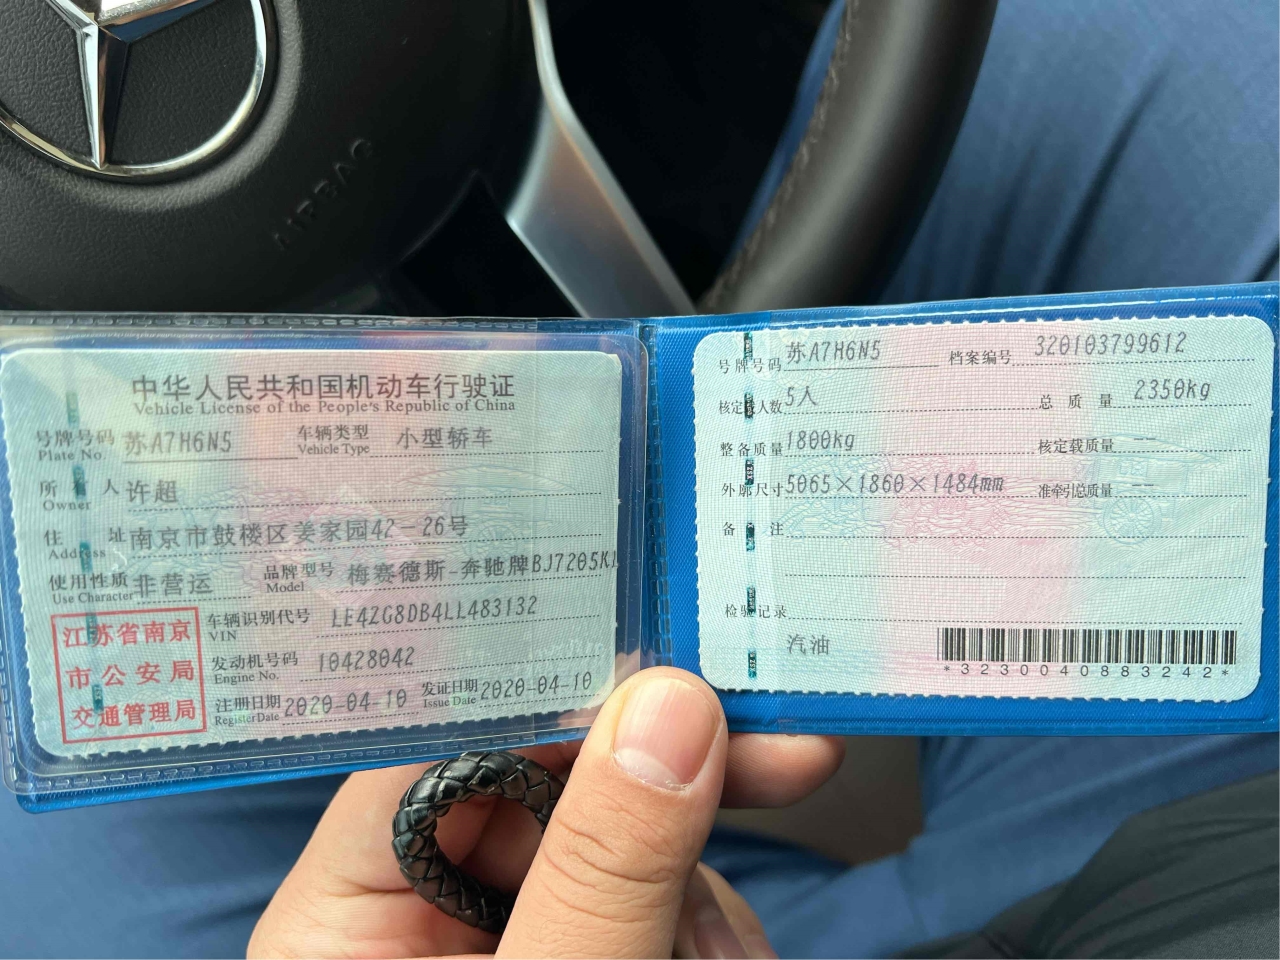 AIRBAG
中华人民共和国机动车行驶证
Vehicle License of the People's Republic of China
号牌号码 苏A7H6N5 车辆类型 小型轿车
Plate No. Vehicle Type
所有人 许超
Owner
住址 南京市鼓楼区姜家园42-26号
Address
使用性质 非营运 品牌型号 梅赛德斯-奔驰牌BJ7205K
Use Character Model
江苏省南京
市公安局
交通管理局
车辆识别代号 LE4ZG8DB4LL483132
VIN
发动机号码 10428042
Engine No.
注册日期 2020-04-10 发证日期 2020-04-10
Register Date Issue Date
号牌号码 苏A7H6N5 档案编号 320103799612
核定载人数 5人 总质量 2350kg
整备质量 1800kg 核定载质量 --
外廓尺寸 5065×1860×1484mm 准牵引总质量 --
备注
检验记录
汽油
*3230040883242*